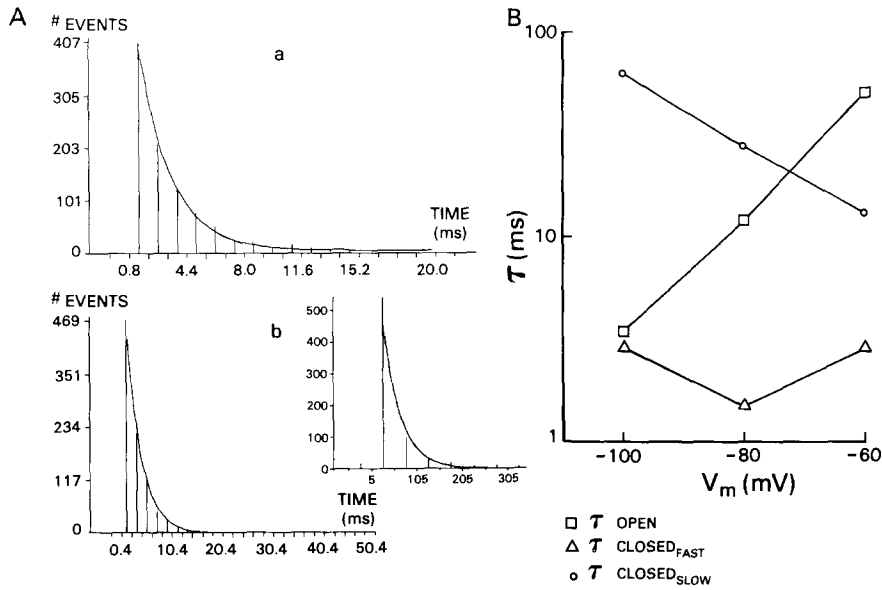 A
# EVENTS
407
305
203
101
0
a
TIME
(ms)
0.8 4.4 8.0 11.6 15.2 20.0
# EVENTS
469
351
234
117
0
b
0.4 10.4 20.4 30.4 40.4 50.4
500
400
300
200
100
0
5 105 205 305
TIME
(ms)
B
100
10
1
τ (ms)
-100 -80 -60
Vm (mV)
□ τ OPEN
△ τ CLOSEDFAST
○ τ CLOSEDSLOW